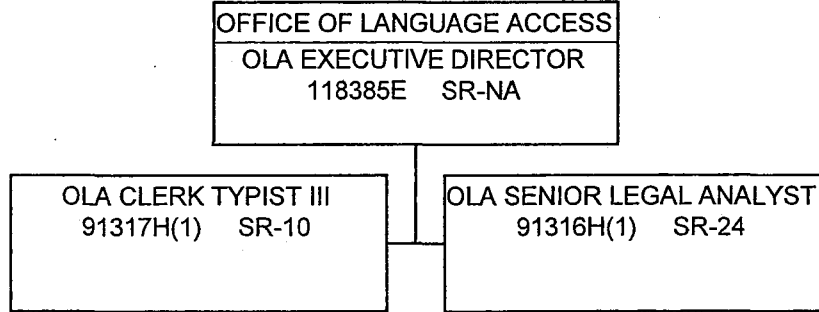 OFFICE OF LANGUAGE ACCESS
OLA EXECUTIVE DIRECTOR
118385E SR-NA
OLA CLERK TYPIST III
91317H(1) SR-10
OLA SENIOR LEGAL ANALYST
91316H(1) SR-24